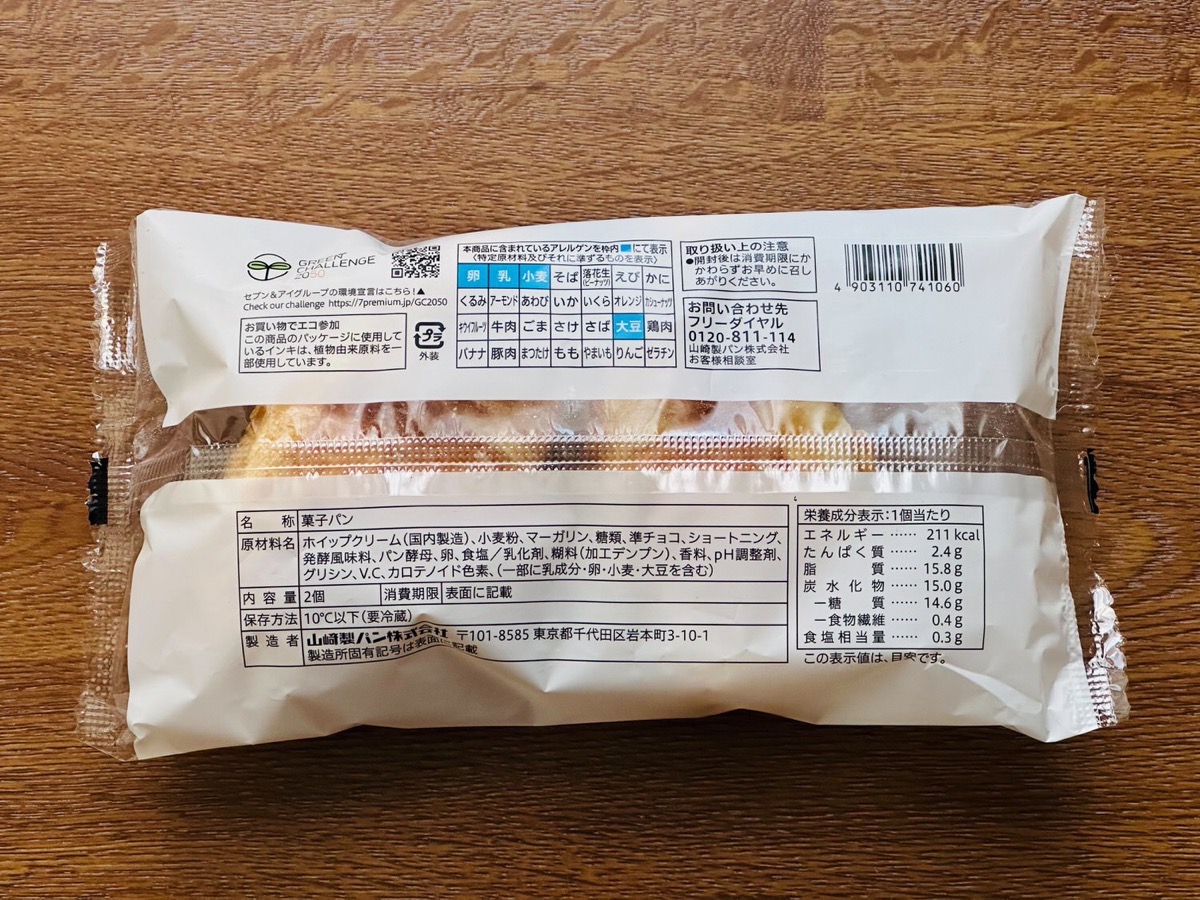 GREEN
CHALLENGE
2050
セブン&アイグループの環境宣言はこちら!▲
Check our challenge https://7premium.jp/GC2050
お買い物でエコ参加
この商品のパッケージに使用して
いるインキは、植物由来原料を一
部使用しています。
プラ
外装
本商品に含まれているアレルゲンを枠内■にて表示
〈特定原材料及びそれに準ずるものを表示〉
卵 乳 小麦 そば 落花生(ピーナッツ) えび かに
くるみ アーモンド あわび いか いくら オレンジ カシューナッツ
キウイフルーツ 牛肉 ごま さけ さば 大豆 鶏肉
バナナ 豚肉 まつたけ もも やまいも りんご ゼラチン
取り扱い上の注意
●開封後は消費期限にか
かわらずお早めに召し
あがりください。
お問い合わせ先
フリーダイヤル
0120-811-114
山崎製パン株式会社
お客様相談室
4 903110 741060
名 称 菓子パン
原材料名 ホイップクリーム(国内製造)、小麦粉、マーガリン、糖類、準チョコ、ショートニング、
発酵風味料、パン酵母、卵、食塩/乳化剤、糊料(加工デンプン)、香料、pH調整剤、
グリシン、V.C、カロテノイド色素、(一部に乳成分・卵・小麦・大豆を含む)
内容量 2個 消費期限 表面に記載
保存方法 10℃以下(要冷蔵)
製造者 山崎製パン株式会社 〒101-8585 東京都千代田区岩本町3-10-1
製造所固有記号は表面に記載
栄養成分表示:1個当たり
エネルギー …… 211 kcal
たんぱく質 …… 2.4 g
脂 質 …… 15.8 g
炭水化物 …… 15.0 g
-糖 質 …… 14.6 g
-食物繊維 …… 0.4 g
食塩相当量 …… 0.3 g
この表示値は、目安です。